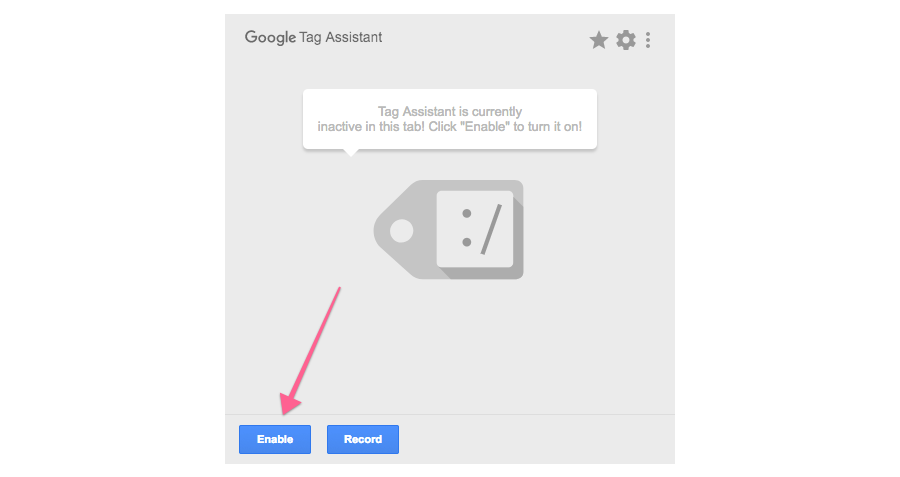 Google Tag Assistant
Tag Assistant is currently
inactive in this tab! Click "Enable" to turn it on!
:/
Enable
Record